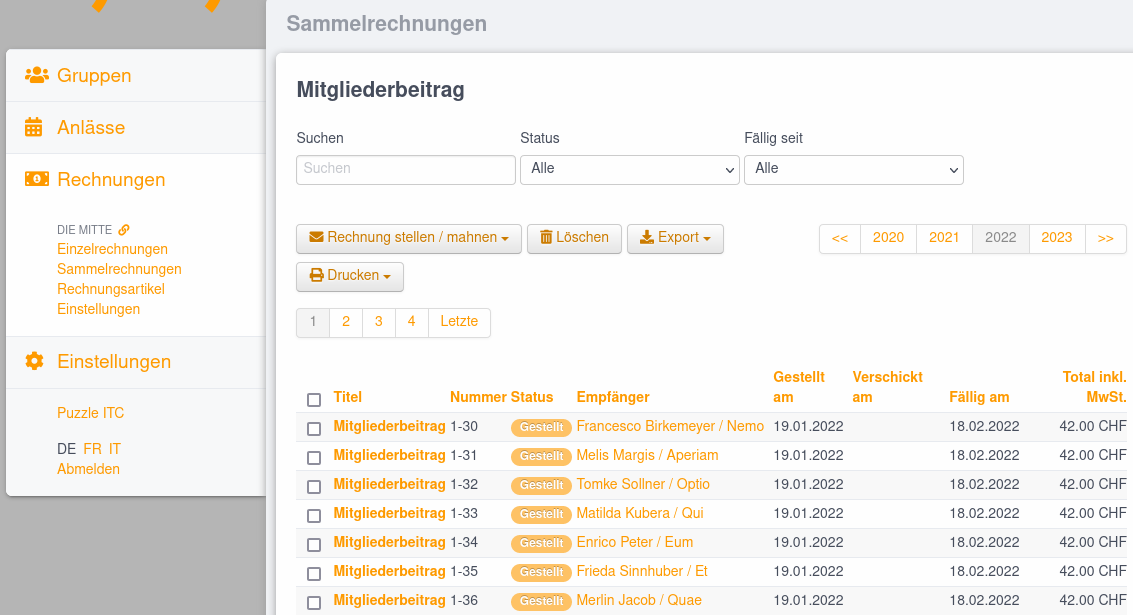 Sammelrechnungen
Gruppen
Anlässe
Rechnungen
DIE MITTE
Einzelrechnungen
Sammelrechnungen
Rechnungsartikel
Einstellungen
Einstellungen
Puzzle ITC
DE FR IT
Abmelden
Mitgliederbeitrag
Suchen Status Fällig seit
Suchen Alle Alle
Rechnung stellen / mahnen Löschen Export << 2020 2021 2022 2023 >>
Drucken
1 2 3 4 Letzte
Titel Nummer Status Empfänger Gestellt am Verschickt am Fällig am Total inkl. MwSt.
Mitgliederbeitrag 1-30 Gestellt Francesco Birkemeyer / Nemo 19.01.2022 18.02.2022 42.00 CHF
Mitgliederbeitrag 1-31 Gestellt Melis Margis / Aperiam 19.01.2022 18.02.2022 42.00 CHF
Mitgliederbeitrag 1-32 Gestellt Tomke Sollner / Optio 19.01.2022 18.02.2022 42.00 CHF
Mitgliederbeitrag 1-33 Gestellt Matilda Kubera / Qui 19.01.2022 18.02.2022 42.00 CHF
Mitgliederbeitrag 1-34 Gestellt Enrico Peter / Eum 19.01.2022 18.02.2022 42.00 CHF
Mitgliederbeitrag 1-35 Gestellt Frieda Sinnhuber / Et 19.01.2022 18.02.2022 42.00 CHF
Mitgliederbeitrag 1-36 Gestellt Merlin Jacob / Quae 19.01.2022 18.02.2022 42.00 CHF